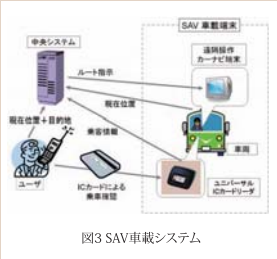 SAV 車載端末
中央システム
遠隔操作
カーナビ端末
ルート指示
現在位置
現在位置+目的地
乗客情報
車両
ユーザ
ICカードによる
乗車確認
ユニバーサル
ICカードリーダ
図3 SAV車載システム